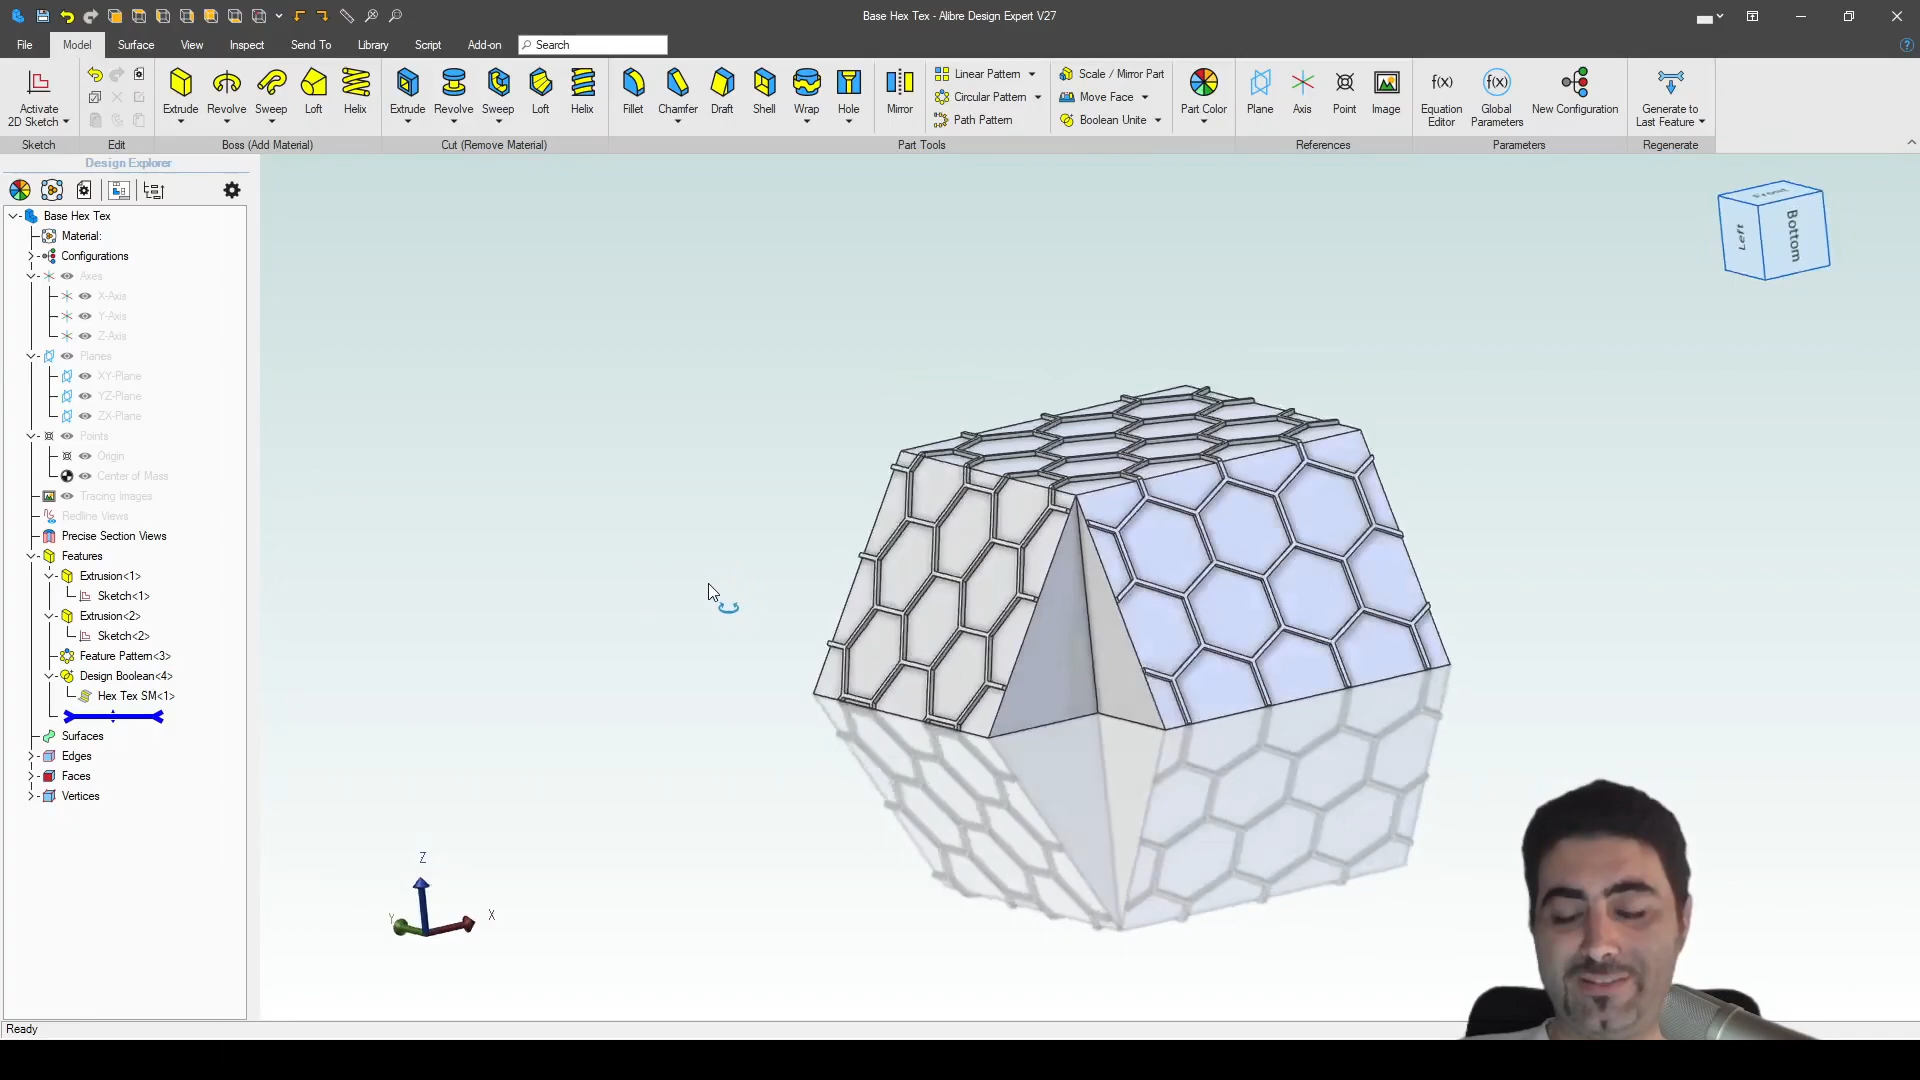 Base Hex Tex - Alibre Design Expert V27
File
Model
Surface
View
Inspect
Send To
Library
Script
Add-on
Search
Activate
2D Sketch
Extrude
Revolve
Sweep
Loft
Helix
Extrude
Revolve
Sweep
Loft
Helix
Fillet
Chamfer
Draft
Shell
Wrap
Hole
Mirror
Linear Pattern
Circular Pattern
Path Pattern
Scale / Mirror Part
Move Face
Boolean Unite
Part Color
Plane
Axis
Point
Image
Equation
Editor
Global
Parameters
New Configuration
Generate to
Last Feature
Sketch
Edit
Boss (Add Material)
Cut (Remove Material)
Part Tools
References
Parameters
Regenerate
Design Explorer
Base Hex Tex
Material:
Configurations
Axes
X-Axis
Y-Axis
Z-Axis
Planes
XY-Plane
YZ-Plane
ZX-Plane
Points
Origin
Center of Mass
Tracing Images
Redline Views
Precise Section Views
Features
Extrusion<1>
Sketch<1>
Extrusion<2>
Sketch<2>
Feature Pattern<3>
Design Boolean<4>
Hex Tex SM<1>
Surfaces
Edges
Faces
Vertices
Front
Left
Bottom
Z
Y
X
Ready